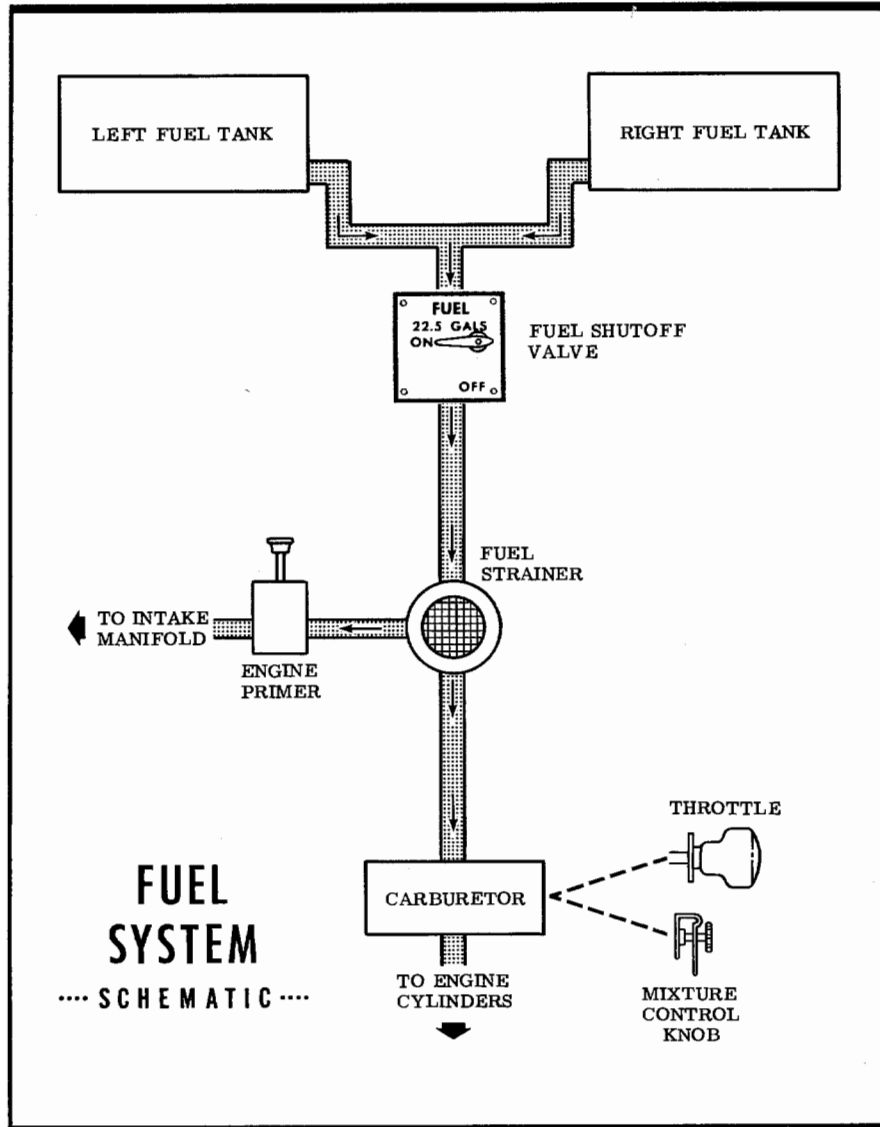 LEFT FUEL TANK
RIGHT FUEL TANK
FUEL
22.5 GALS
ON
OFF
FUEL SHUTOFF
VALVE
FUEL
STRAINER
TO INTAKE
MANIFOLD
ENGINE
PRIMER
THROTTLE
CARBURETOR
TO ENGINE
CYLINDERS
MIXTURE
CONTROL
KNOB
FUEL
SYSTEM
···· SCHEMATIC ····